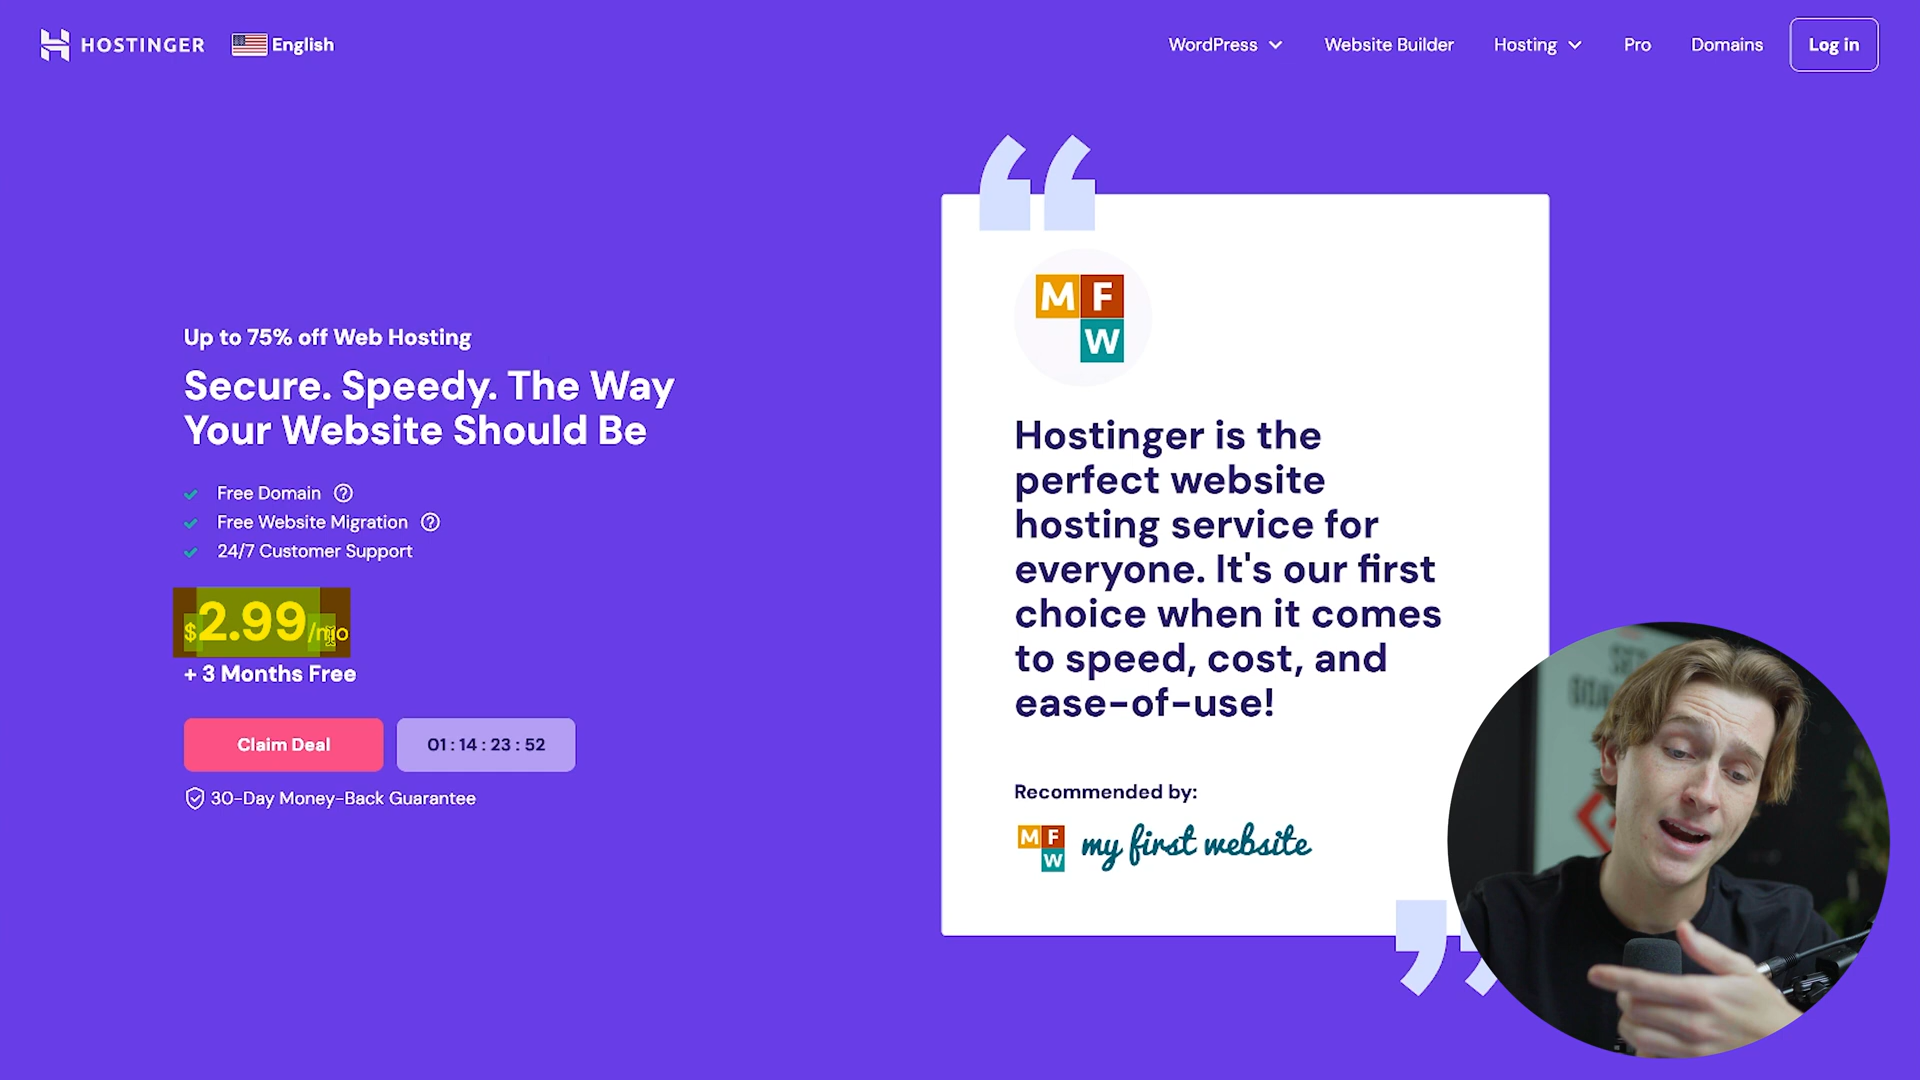 HOSTINGER
English
WordPress
Website Builder
Hosting
Pro
Domains
Log in
Up to 75% off Web Hosting
Secure. Speedy. The Way
Your Website Should Be
Free Domain
Free Website Migration
24/7 Customer Support
$2.99/mo
+ 3 Months Free
Claim Deal
01 : 14 : 23 : 52
30-Day Money-Back Guarantee
M F
W
Hostinger is the
perfect website
hosting service for
everyone. It's our first
choice when it comes
to speed, cost, and
ease-of-use!
Recommended by:
M F
W
my first website